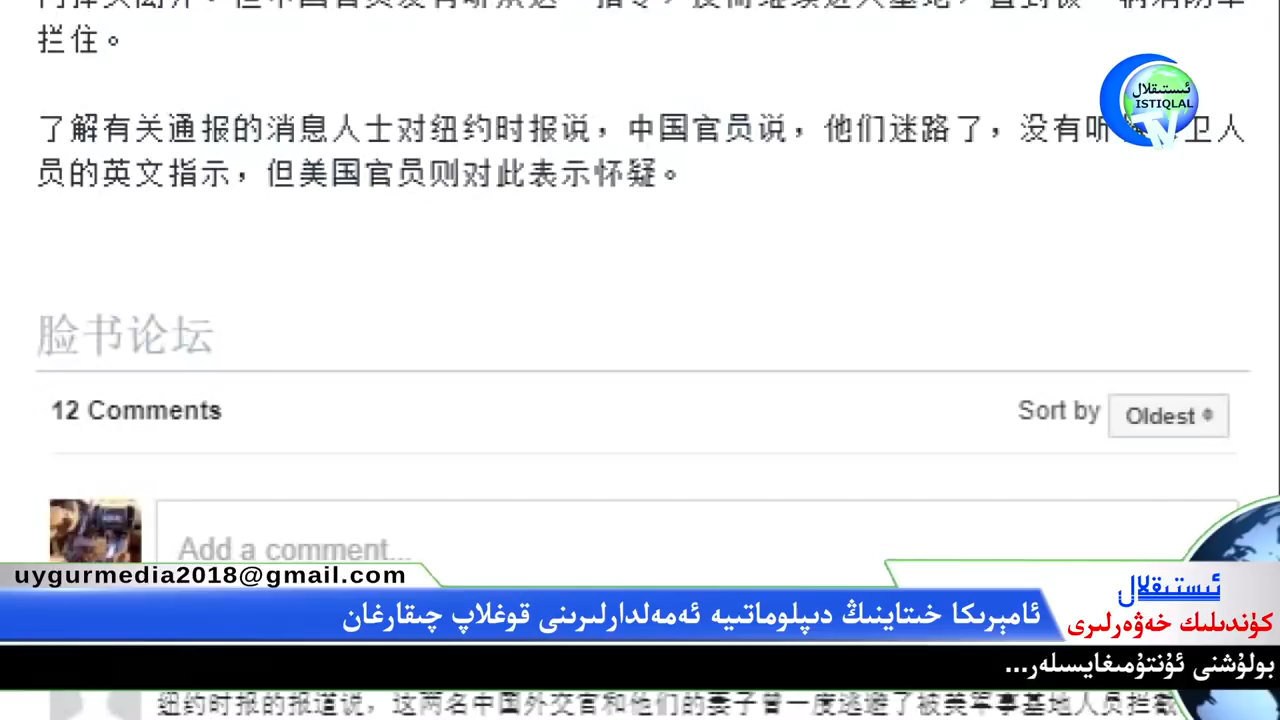 拦住。
了解有关通报的消息人士对纽约时报说，中国官员说，他们迷路了，没有听 卫人
员的英文指示，但美国官员则对此表示怀疑。
ئىستىقلال
ISTIQLAL
TV
脸书论坛
12 Comments
Sort by Oldest
Add a comment...
uygurmedia2018@gmail.com
ئىستىقلال
ئامېرىكا خىتاينىڭ دىپلوماتىيە ئەمەلدارلىرىنى قوغلاپ چىقارغان
كۈندىلىك خەۋەرلىرى
بولۇشنى ئۇنتۇمىغايسىلەر...
纽约时报的报道说，这两名中国外交官和他们的妻子曾一度逃避了被美军事基地人员拦截